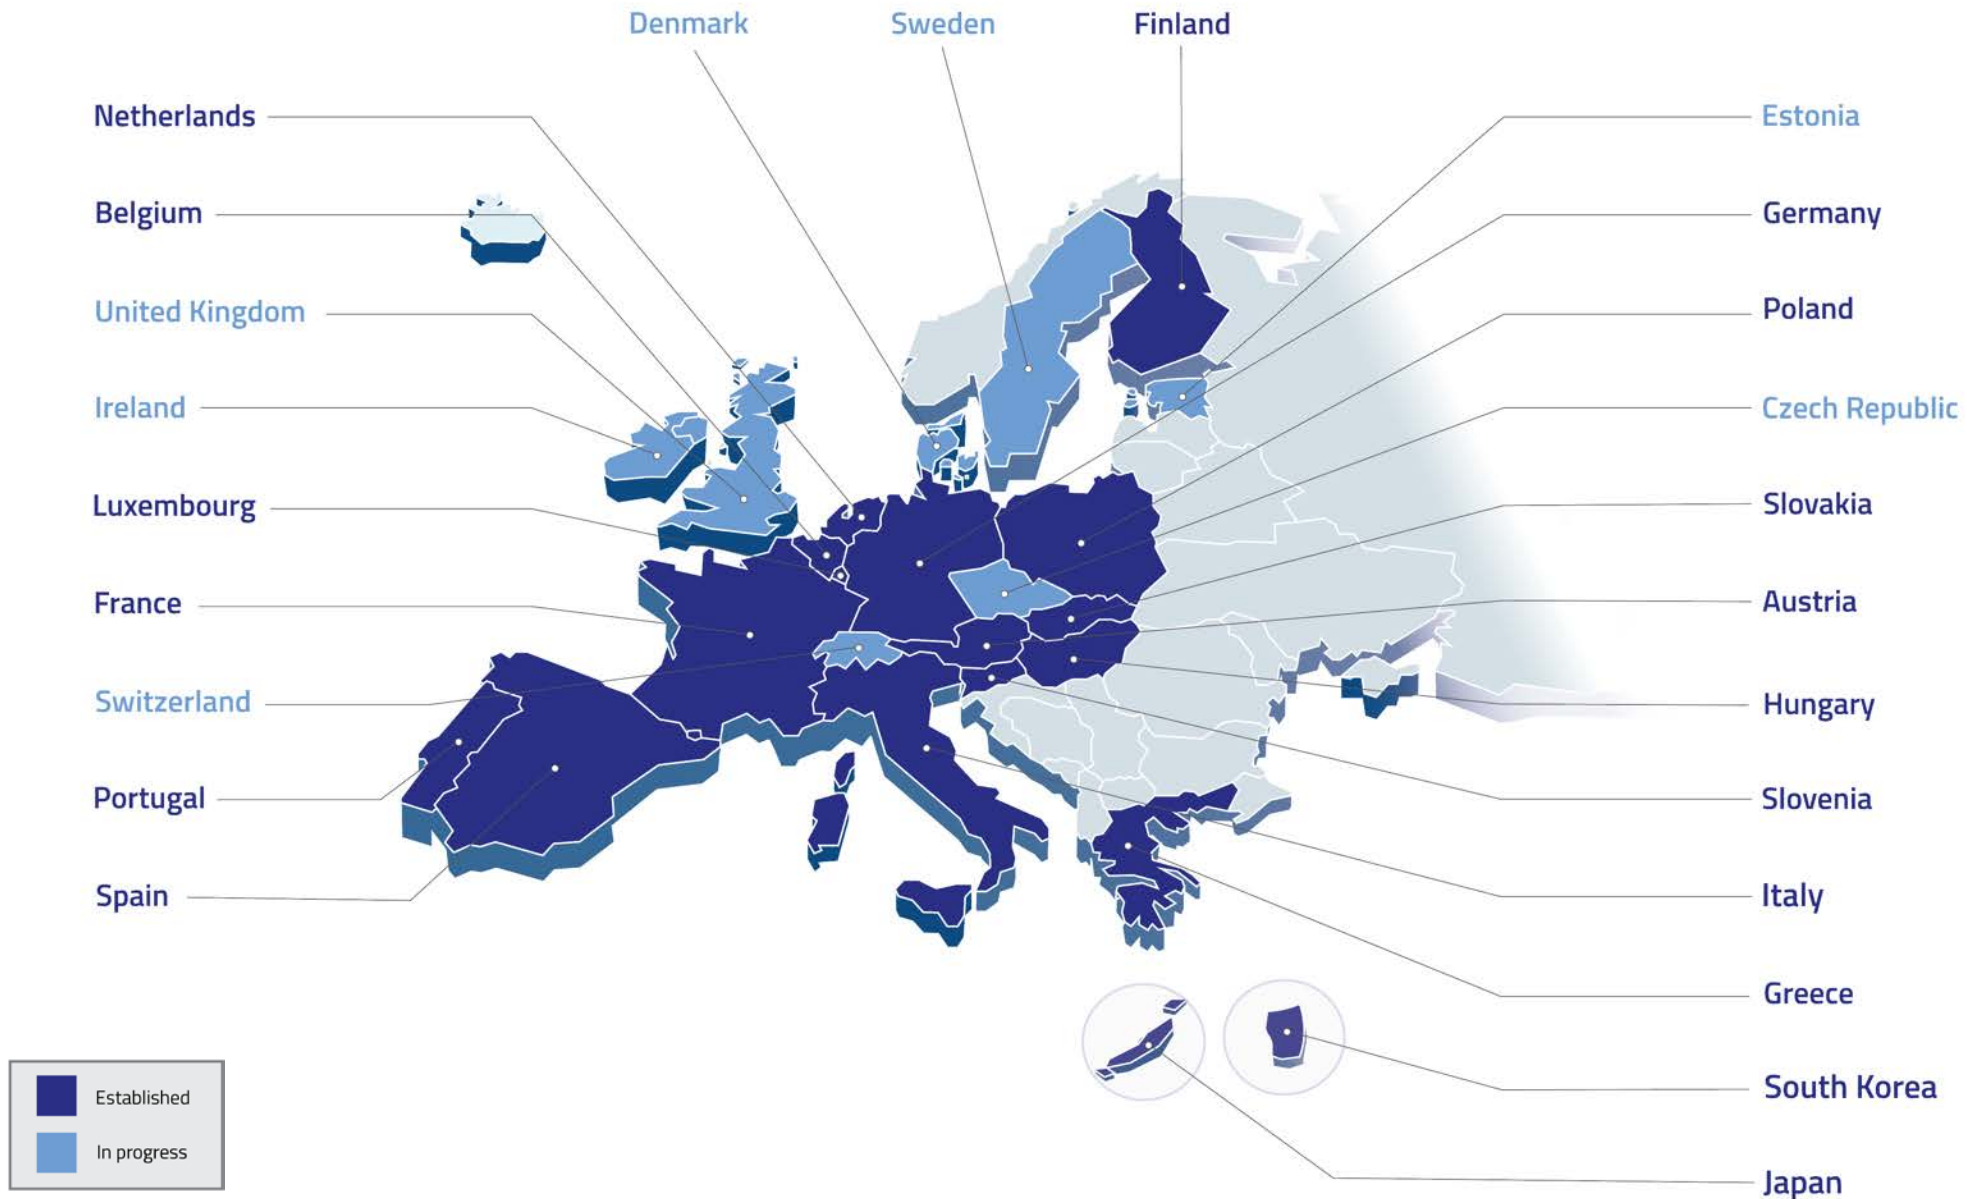 Denmark
Sweden
Finland
Netherlands
Belgium
United Kingdom
Ireland
Luxembourg
France
Switzerland
Portugal
Spain
Estonia
Germany
Poland
Czech Republic
Slovakia
Austria
Hungary
Slovenia
Italy
Greece
South Korea
Japan
Established
In progress